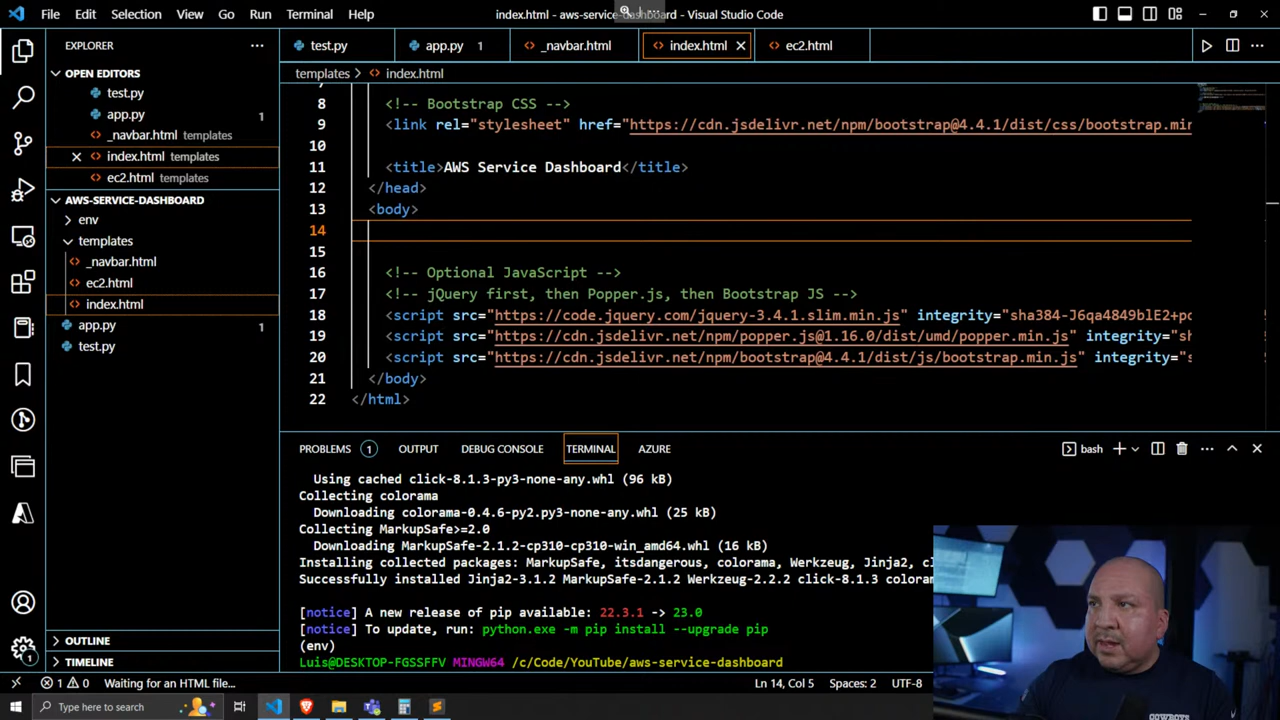 File Edit Selection View Go Run Terminal Help
index.html - aws-service-dashboard - Visual Studio Code
EXPLORER
OPEN EDITORS
test.py
app.py 1
_navbar.html templates
index.html templates
ec2.html templates
AWS-SERVICE-DASHBOARD
env
templates
_navbar.html
ec2.html
index.html
app.py 1
test.py
OUTLINE
TIMELINE
test.py app.py 1 _navbar.html index.html ec2.html
templates > index.html
8 <!-- Bootstrap CSS -->
9 <link rel="stylesheet" href="https://cdn.jsdelivr.net/npm/bootstrap@4.4.1/dist/css/bootstrap.min
10
11 <title>AWS Service Dashboard</title>
12 </head>
13 <body>
14
15
16 <!-- Optional JavaScript -->
17 <!-- jQuery first, then Popper.js, then Bootstrap JS -->
18 <script src="https://code.jquery.com/jquery-3.4.1.slim.min.js" integrity="sha384-J6qa4849blE2+po
19 <script src="https://cdn.jsdelivr.net/npm/popper.js@1.16.0/dist/umd/popper.min.js" integrity="sh
20 <script src="https://cdn.jsdelivr.net/npm/bootstrap@4.4.1/dist/js/bootstrap.min.js" integrity="s
21 </body>
22 </html>
PROBLEMS 1 OUTPUT DEBUG CONSOLE TERMINAL AZURE
bash
Using cached click-8.1.3-py3-none-any.whl (96 kB)
Collecting colorama
Downloading colorama-0.4.6-py2.py3-none-any.whl (25 kB)
Collecting MarkupSafe>=2.0
Downloading MarkupSafe-2.1.2-cp310-cp310-win_amd64.whl (16 kB)
Installing collected packages: MarkupSafe, itsdangerous, colorama, Werkzeug, Jinja2,
Successfully installed Jinja2-3.1.2 MarkupSafe-2.1.2 Werkzeug-2.2.2 click-8.1.3 coloram
[notice] A new release of pip available: 22.3.1 -> 23.0
[notice] To update, run: python.exe -m pip install --upgrade pip
(env)
Luis@DESKTOP-FGSSFFV MINGW64 /c/Code/YouTube/aws-service-dashboard
1 0 Waiting for an HTML file...
Ln 14, Col 5 Spaces: 2 UTF-8
Type here to search
COWBOYS